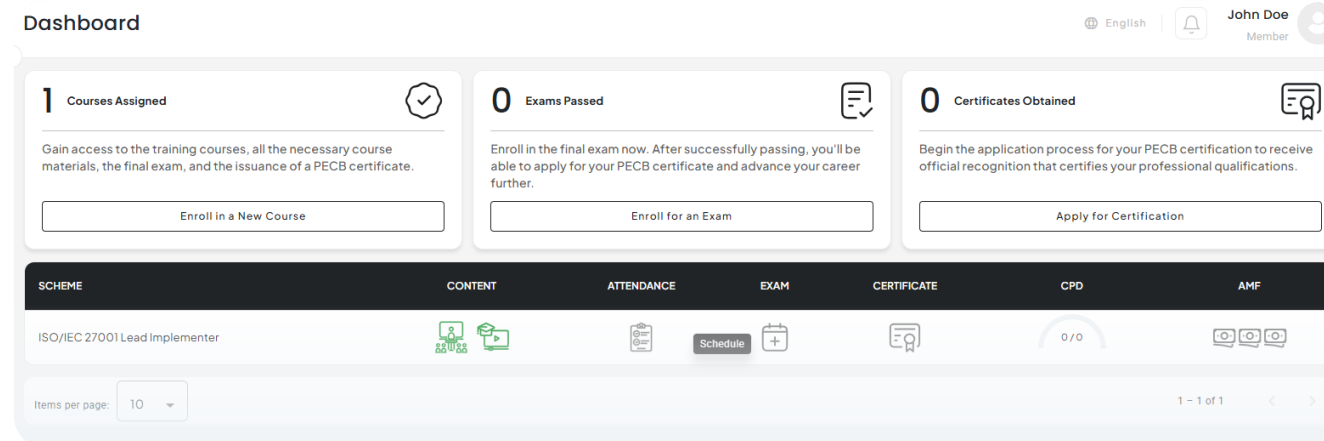 Dashboard
English
John Doe
Member
1 Courses Assigned
Gain access to the training courses, all the necessary course
materials, the final exam, and the issuance of a PECB certificate.
Enroll in a New Course
0 Exams Passed
Enroll in the final exam now. After successfully passing, you'll be
able to apply for your PECB certificate and advance your career
further.
Enroll for an Exam
0 Certificates Obtained
Begin the application process for your PECB certification to receive
official recognition that certifies your professional qualifications.
Apply for Certification
SCHEME CONTENT ATTENDANCE EXAM CERTIFICATE CPD AMF
ISO/IEC 27001 Lead Implementer Schedule 0/0
Items per page: 10 1 – 1 of 1